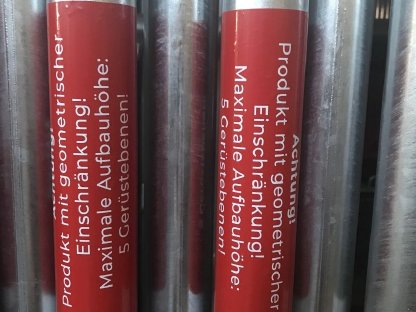 Achtung!
Produkt mit geometrischer
Einschränkung!
Maximale Aufbauhöhe:
5 Gerüstebenen!
Achtung!
Produkt mit geometrischer
Einschränkung!
Maximale Aufbauhöhe:
5 Gerüstebenen!